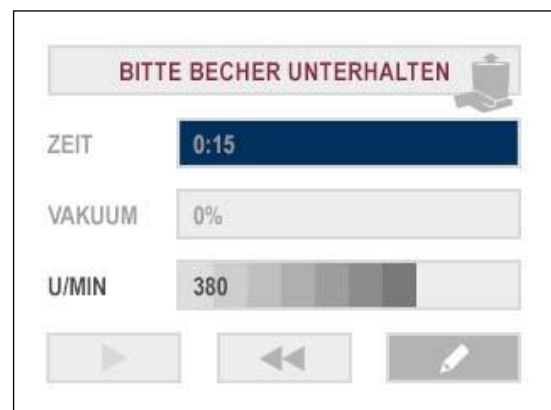 BITTE BECHER UNTERHALTEN
ZEIT 0:15
VAKUUM 0%
U/MIN 380